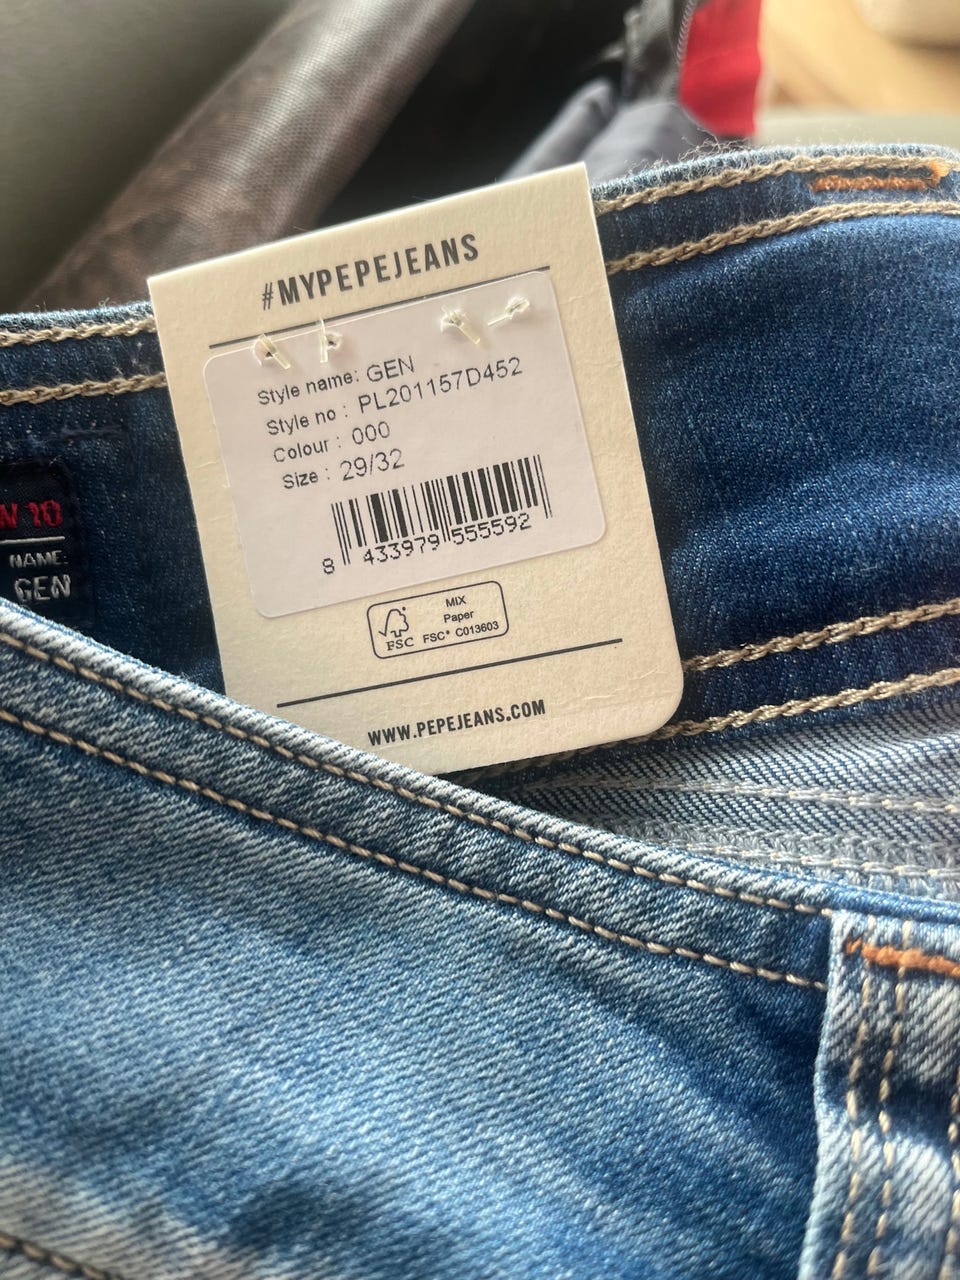 #MYPEPEJEANS
Style name: GEN
Style no : PL201157D452
Colour : 000
Size : 29/32
8 433979 555592
MIX
Paper
FSC FSC® C013603
WWW.PEPEJEANS.COM
10
NAME:
GEN